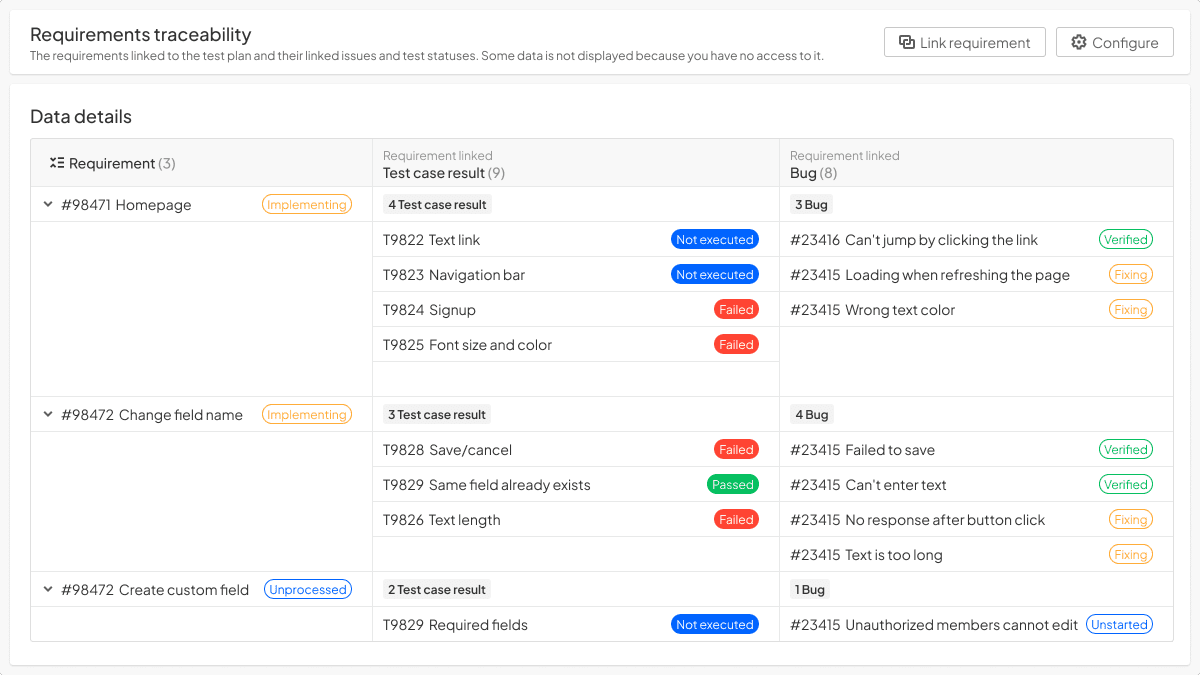 Requirements traceability
The requirements linked to the test plan and their linked issues and test statuses. Some data is not displayed because you have no access to it.
Link requirement
Configure
Data details
Requirement (3)
Requirement linked
Test case result (9)
Requirement linked
Bug (8)
#98471 Homepage Implementing 4 Test case result 3 Bug
T9822 Text link Not executed #23416 Can't jump by clicking the link Verified
T9823 Navigation bar Not executed #23415 Loading when refreshing the page Fixing
T9824 Signup Failed #23415 Wrong text color Fixing
T9825 Font size and color Failed
#98472 Change field name Implementing 3 Test case result 4 Bug
T9828 Save/cancel Failed #23415 Failed to save Verified
T9829 Same field already exists Passed #23415 Can't enter text Verified
T9826 Text length Failed #23415 No response after button click Fixing
#23415 Text is too long Fixing
#98472 Create custom field Unprocessed 2 Test case result 1 Bug
T9829 Required fields Not executed #23415 Unauthorized members cannot edit Unstarted